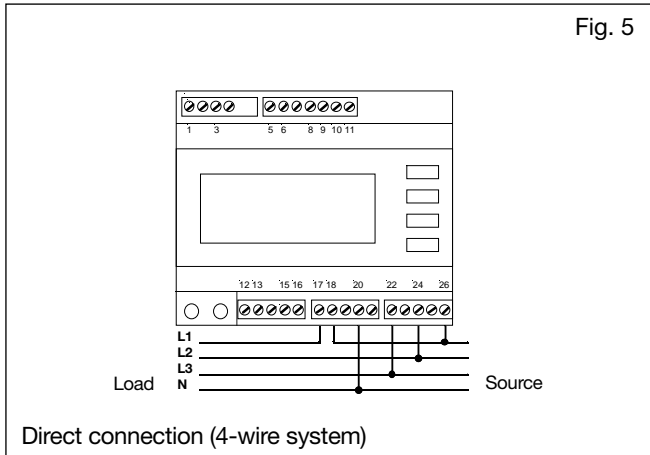 Fig. 5
1 3 5 6 8 9 10 11
12 13 15 16 17 18 20 22 24 26
L1
L2
L3
Load N Source
Direct connection (4-wire system)